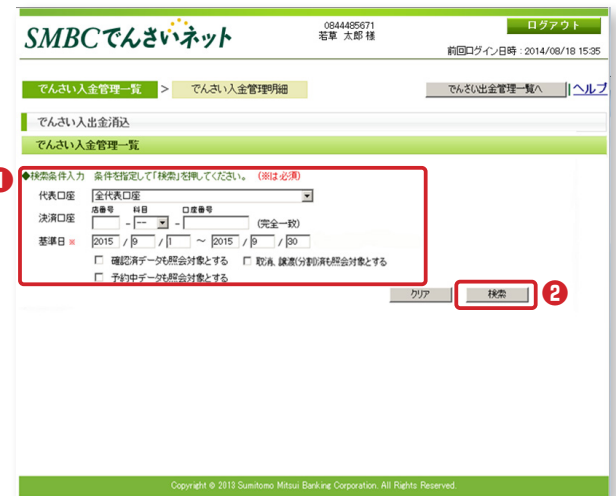 SMBCでんさいネット
0844485671
若草 太郎 様
ログアウト
前回ログイン日時：2014/08/18 15:35
でんさい入金管理一覧 > でんさい入金管理明細
でんさい出金管理一覧へ |ヘルプ
でんさい入出金消込
でんさい入金管理一覧
1
◆検索条件入力 条件を指定して「検索」を押してください。 (※は必須)
代表口座 全代表口座
店番号 科目 口座番号
決済口座 - -- - (完全一致)
基準日 ※ 2015 / 9 / 1 ～ 2015 / 9 / 30
確認済データも照会対象とする 取消、譲渡(分割)済も照会対象とする
予約中データも照会対象とする
クリア 検索 2
Copyright © 2013 Sumitomo Mitsui Banking Corporation. All Rights Reserved.